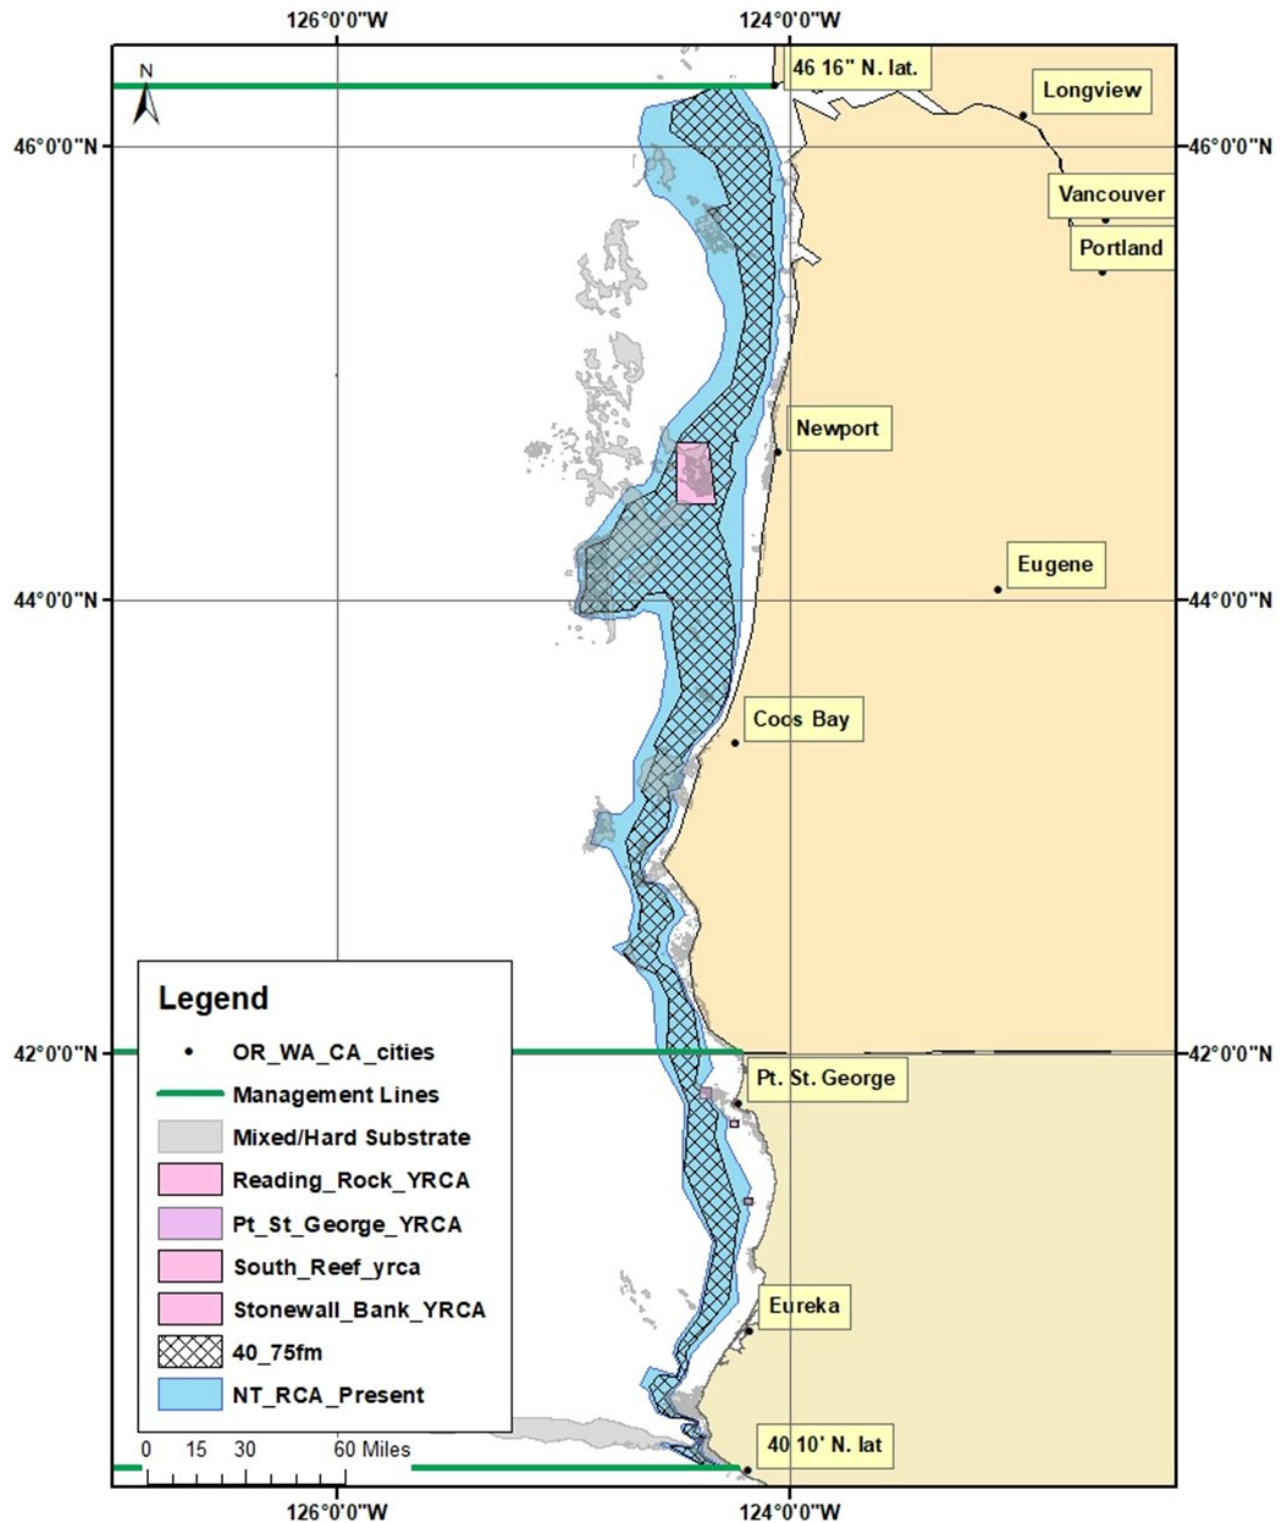 126°0'0"W 124°0'0"W
46 16" N. lat.
N
Longview
46°0'0"N 46°0'0"N
Vancouver
Portland
Newport
Eugene
44°0'0"N 44°0'0"N
Coos Bay
Legend
OR_WA_CA_cities
42°0'0"N 42°0'0"N
Pt. St. George
Management Lines
Mixed/Hard Substrate
Reading_Rock_YRCA
Pt_St_George_YRCA
South_Reef_yrca
Stonewall_Bank_YRCA
Eureka
40_75fm
NT_RCA_Present
0 15 30 60 Miles
40 10' N. lat
126°0'0"W 124°0'0"W